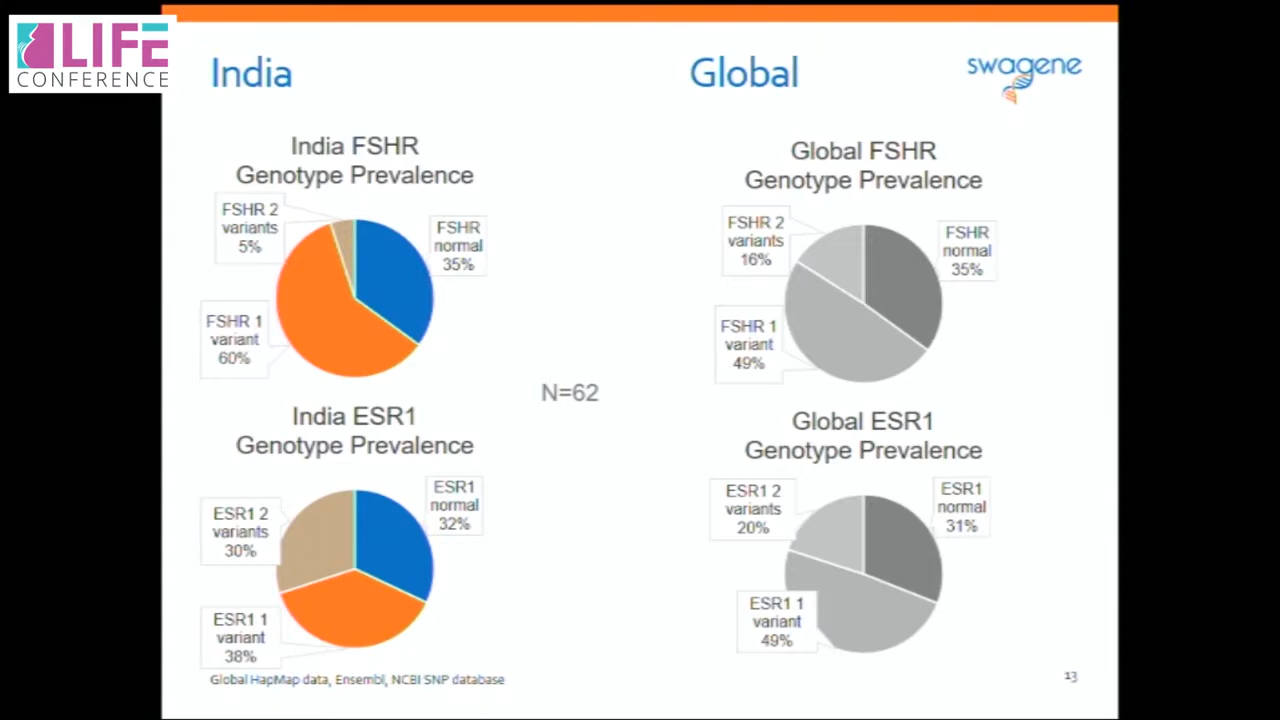 LIFE
CONFERENCE
India
Global
swagene
India FSHR
Genotype Prevalence
FSHR 2
variants
5%
FSHR
normal
35%
FSHR 1
variant
60%
Global FSHR
Genotype Prevalence
FSHR 2
variants
16%
FSHR
normal
35%
FSHR 1
variant
49%
N=62
India ESR1
Genotype Prevalence
ESR1 2
variants
30%
ESR1
normal
32%
ESR1 1
variant
38%
Global ESR1
Genotype Prevalence
ESR1 2
variants
20%
ESR1
normal
31%
ESR1 1
variant
49%
Global HapMap data, Ensembl, NCBI SNP database
13